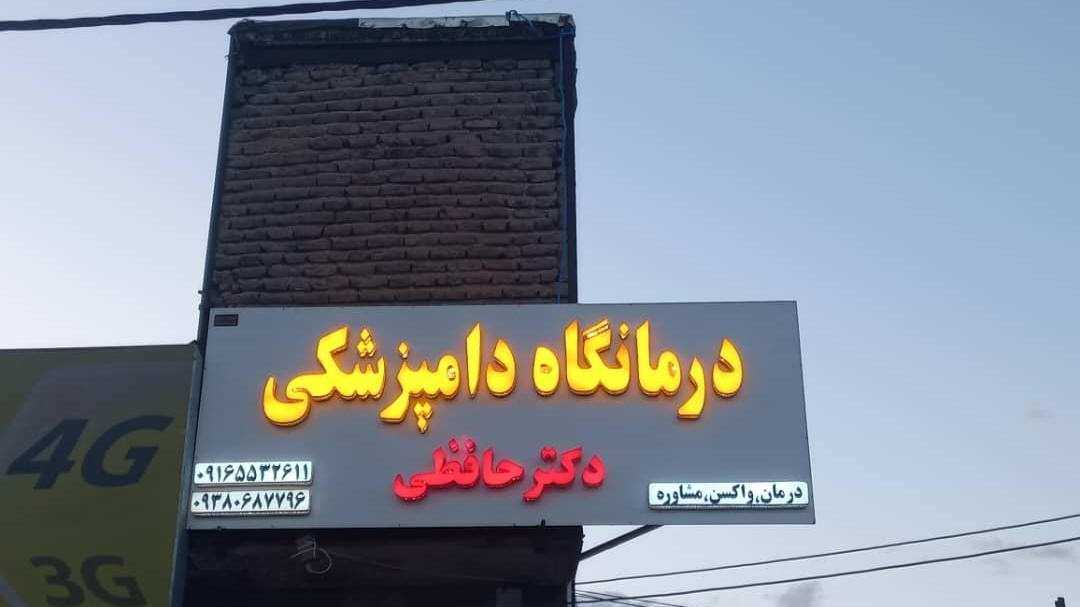 درمانگاه دامپزشکی
دکتر حافظی
درمان,واکسن,مشاوره
۰۹۱۶۵۵۳۲۶۱۱
۰۹۳۸۰۶۸۷۷۹۶
4G
3G